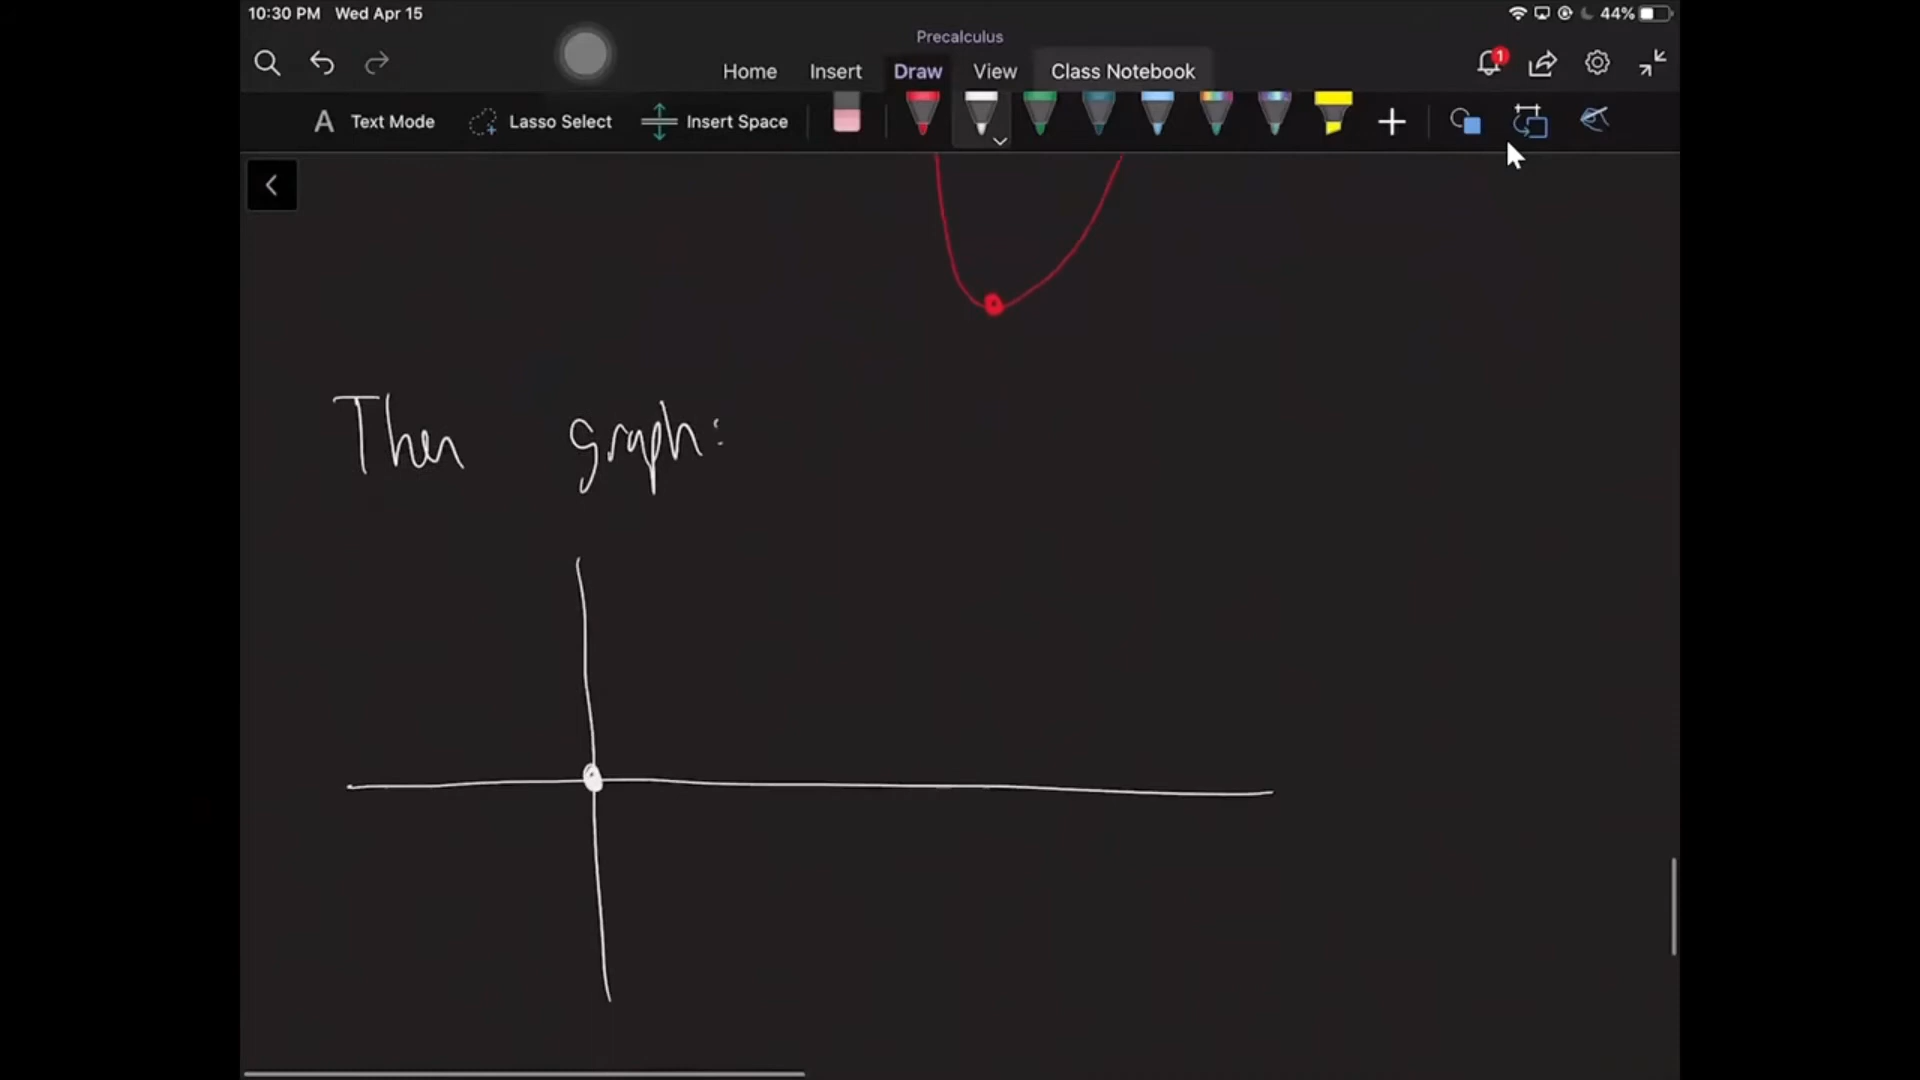 10:30 PM Wed Apr 15
44%
Precalculus
Home Insert Draw View Class Notebook
1
A Text Mode Lasso Select Insert Space
Then graph: